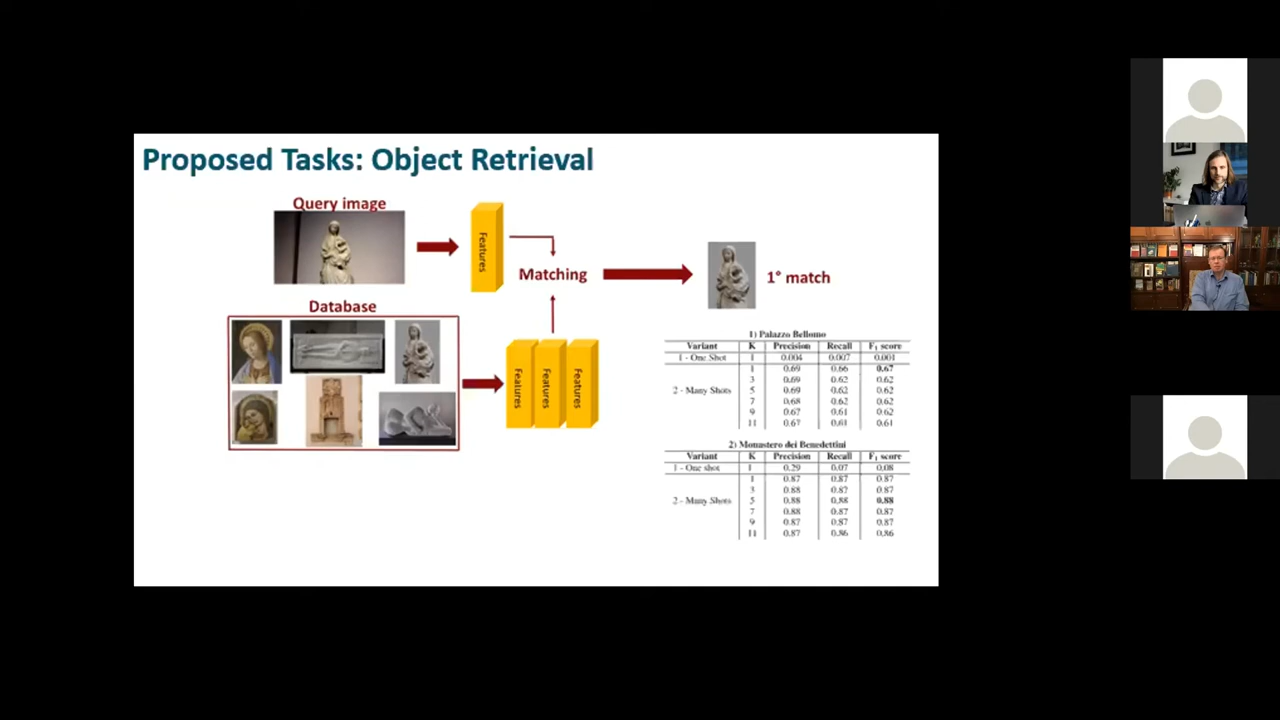 Proposed Tasks: Object Retrieval
Query image
Features
Matching
1° match
Database
Features
Features
Features
1) Palazzo Bellomo
Variant K Precision Recall F1 score
1 - One Shot 1 0.004 0.007 0.001
1 0.69 0.66 0.67
3 0.69 0.62 0.62
2 - Many Shots 5 0.69 0.62 0.62
7 0.68 0.62 0.62
9 0.67 0.61 0.62
11 0.67 0.61 0.61
2) Monastero dei Benedettini
Variant K Precision Recall F1 score
1 - One shot 1 0.29 0.07 0.08
1 0.87 0.87 0.87
3 0.88 0.87 0.87
2 - Many Shots 5 0.88 0.88 0.88
7 0.88 0.87 0.87
9 0.87 0.87 0.87
11 0.87 0.86 0.86